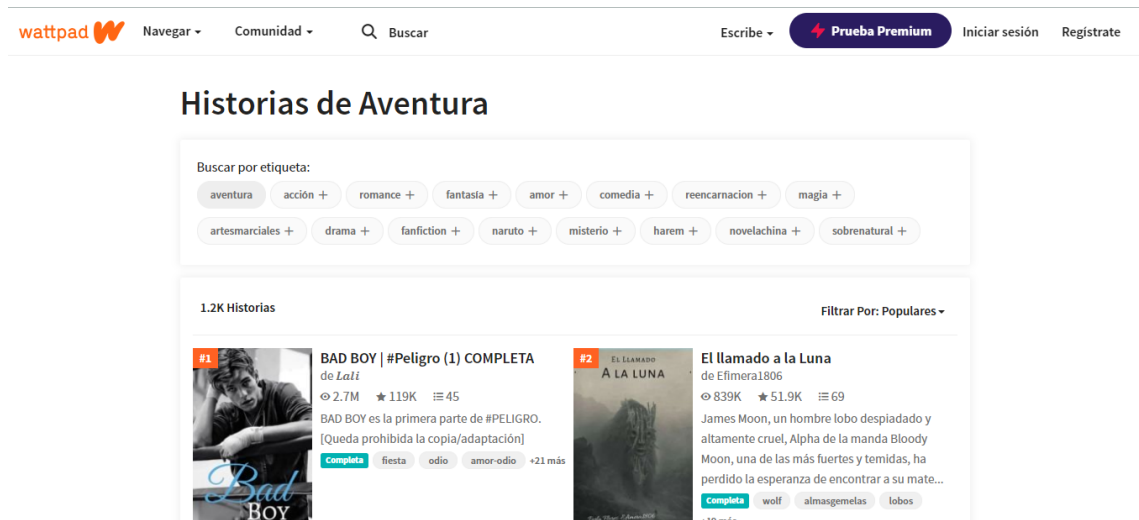 wattpad Navegar Comunidad Buscar Escribe Prueba Premium Iniciar sesión Regístrate
Historias de Aventura
Buscar por etiqueta:
aventura acción + romance + fantasía + amor + comedia + reencarnacion + magia +
artesmarciales + drama + fanfiction + naruto + misterio + harem + novelachina + sobrenatural +
1.2K Historias
Filtrar Por: Populares
#1
Bad
BOY
BAD BOY | #Peligro (1) COMPLETA
de Lali
2.7M 119K 45
BAD BOY es la primera parte de #PELIGRO.
[Queda prohibida la copia/adaptación]
Completa fiesta odio amor-odio +21 más
#2
EL LLAMADO
A LA LUNA
El llamado a la Luna
de Efimera1806
839K 51.9K 69
James Moon, un hombre lobo despiadado y
altamente cruel, Alpha de la manda Bloody
Moon, una de las más fuertes y temidas, ha
perdido la esperanza de encontrar a su mate...
Completa wolf almasgemelas lobos